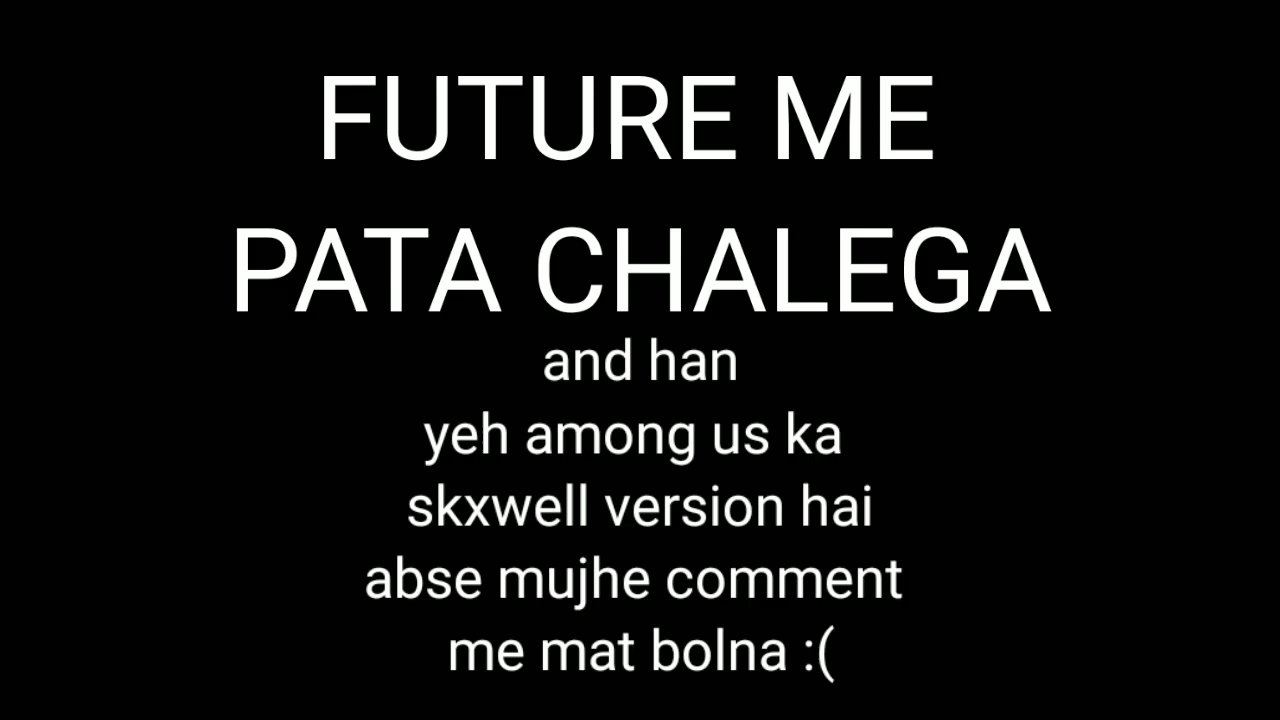 FUTURE ME
PATA CHALEGA
and han
yeh among us ka
skxwell version hai
abse mujhe comment
me mat bolna :(